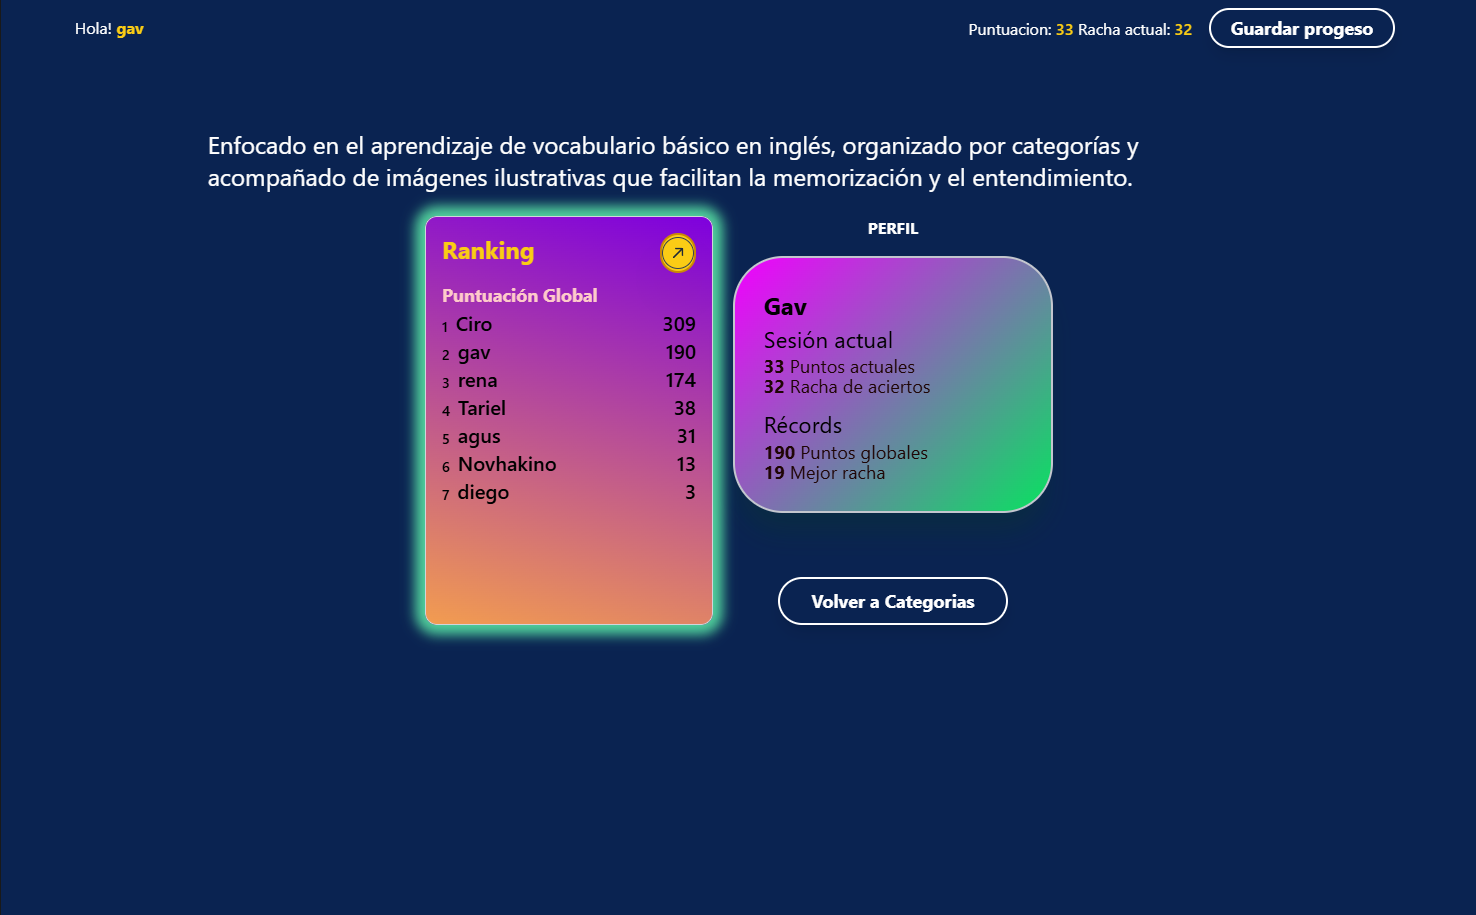 Hola! gav
Puntuacion: 33 Racha actual: 32
Guardar progeso
Enfocado en el aprendizaje de vocabulario básico en inglés, organizado por categorías y
acompañado de imágenes ilustrativas que facilitan la memorización y el entendimiento.
Ranking
Puntuación Global
1 Ciro 309
2 gav 190
3 rena 174
4 Tariel 38
5 agus 31
6 Novhakino 13
7 diego 3
PERFIL
Gav
Sesión actual
33 Puntos actuales
32 Racha de aciertos
Récords
190 Puntos globales
19 Mejor racha
Volver a Categorias